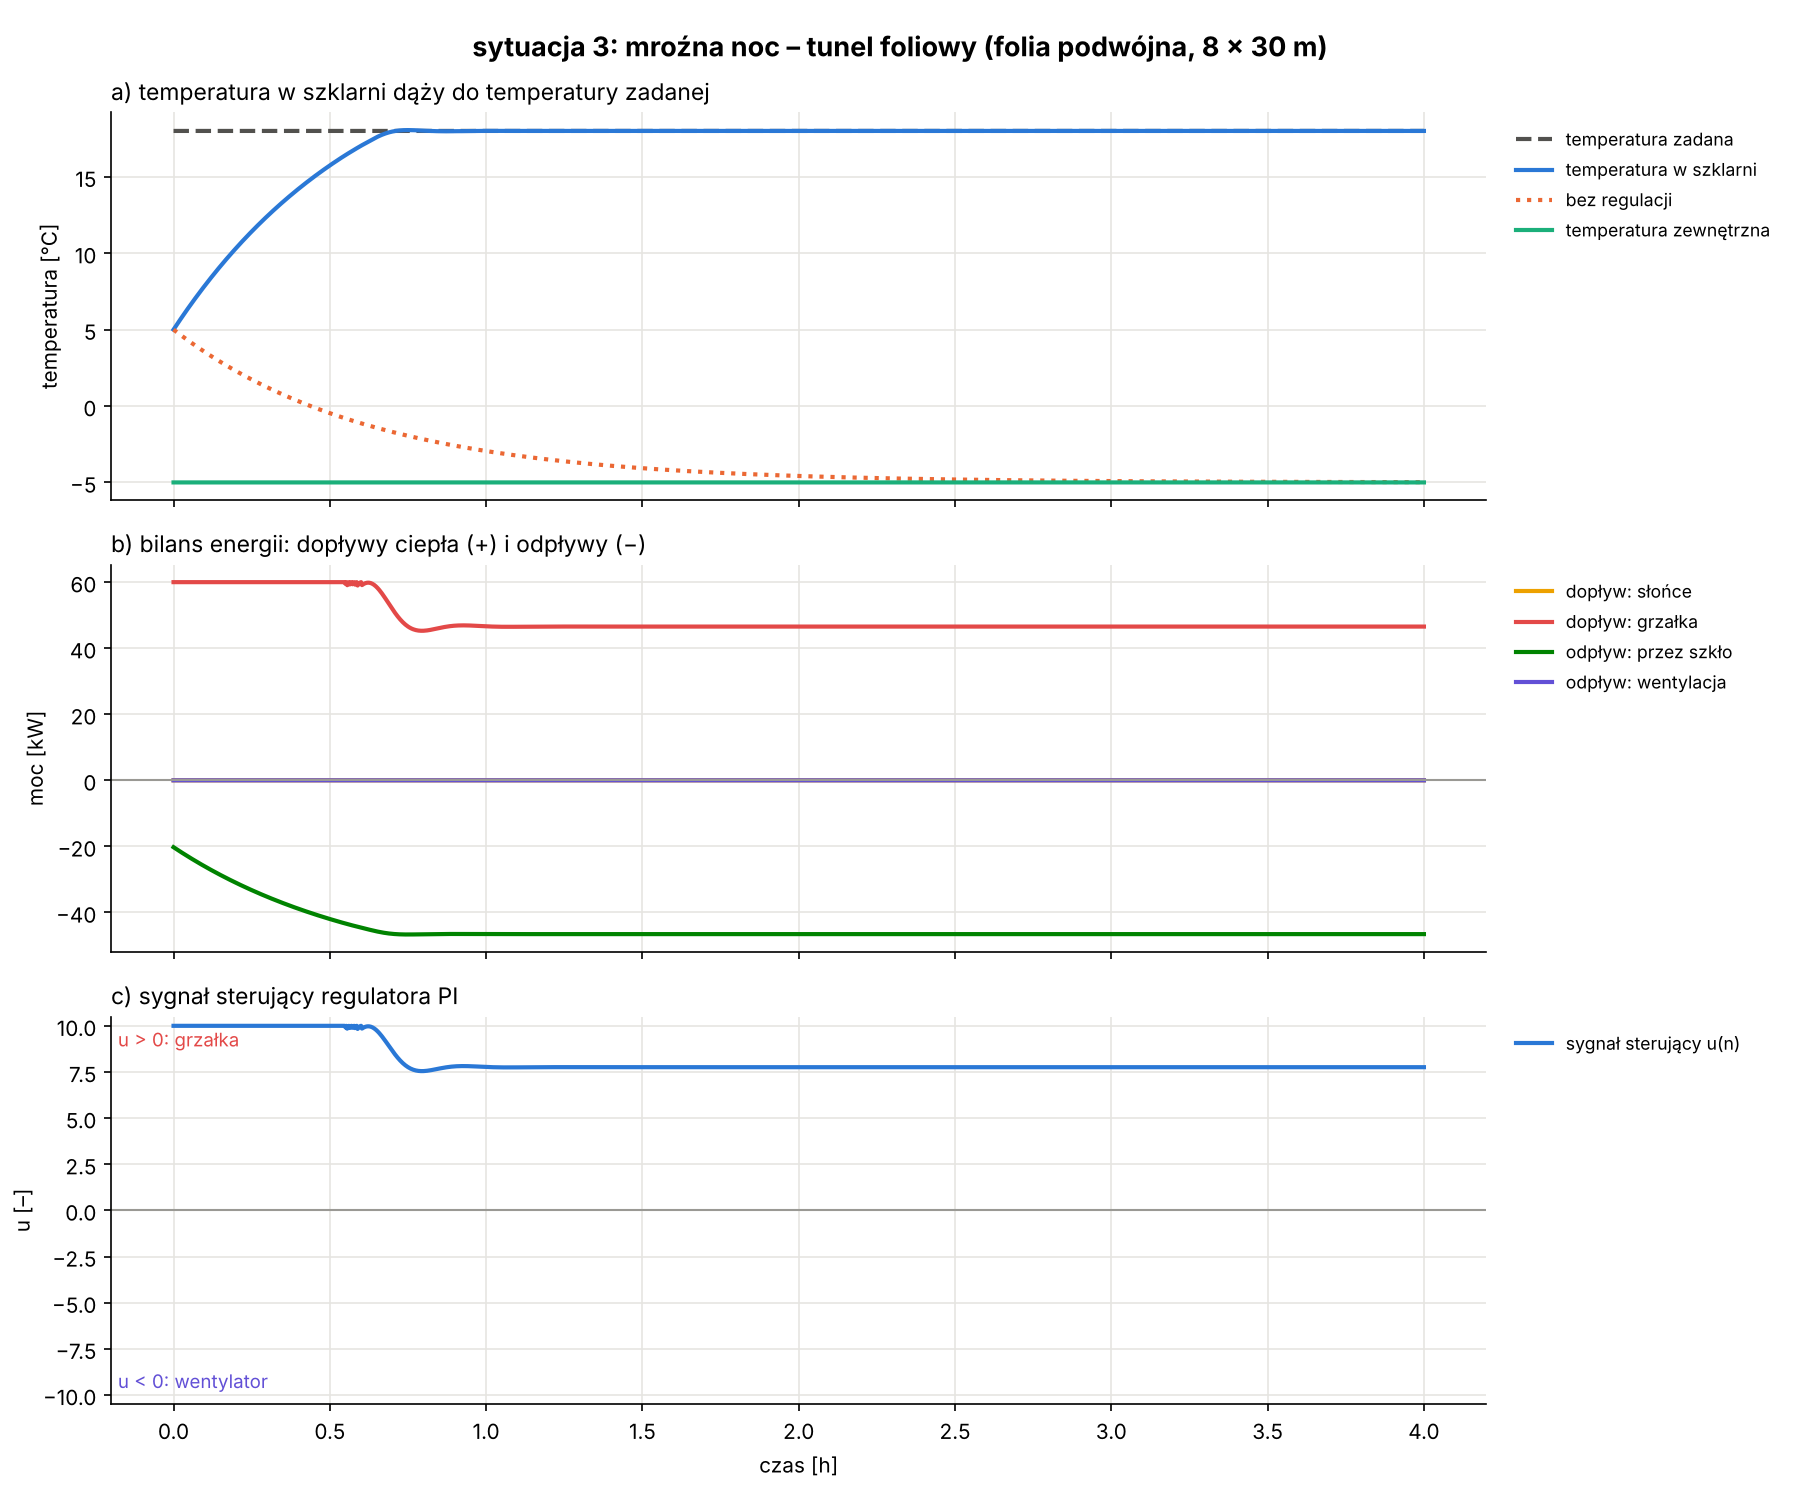 sytuacja 3: mroźna noc – tunel foliowy (folia podwójna, 8 × 30 m)
a) temperatura w szklarni dąży do temperatury zadanej
temperatura [°C]
15
10
5
0
−5
temperatura zadana
temperatura w szklarni
bez regulacji
temperatura zewnętrzna
b) bilans energii: dopływy ciepła (+) i odpływy (−)
moc [kW]
60
40
20
0
−20
−40
dopływ: słońce
dopływ: grzałka
odpływ: przez szkło
odpływ: wentylacja
c) sygnał sterujący regulatora PI
u [−]
10.0
7.5
5.0
2.5
0.0
−2.5
−5.0
−7.5
−10.0
u > 0: grzałka
u < 0: wentylator
sygnał sterujący u(n)
0.0 0.5 1.0 1.5 2.0 2.5 3.0 3.5 4.0
czas [h]